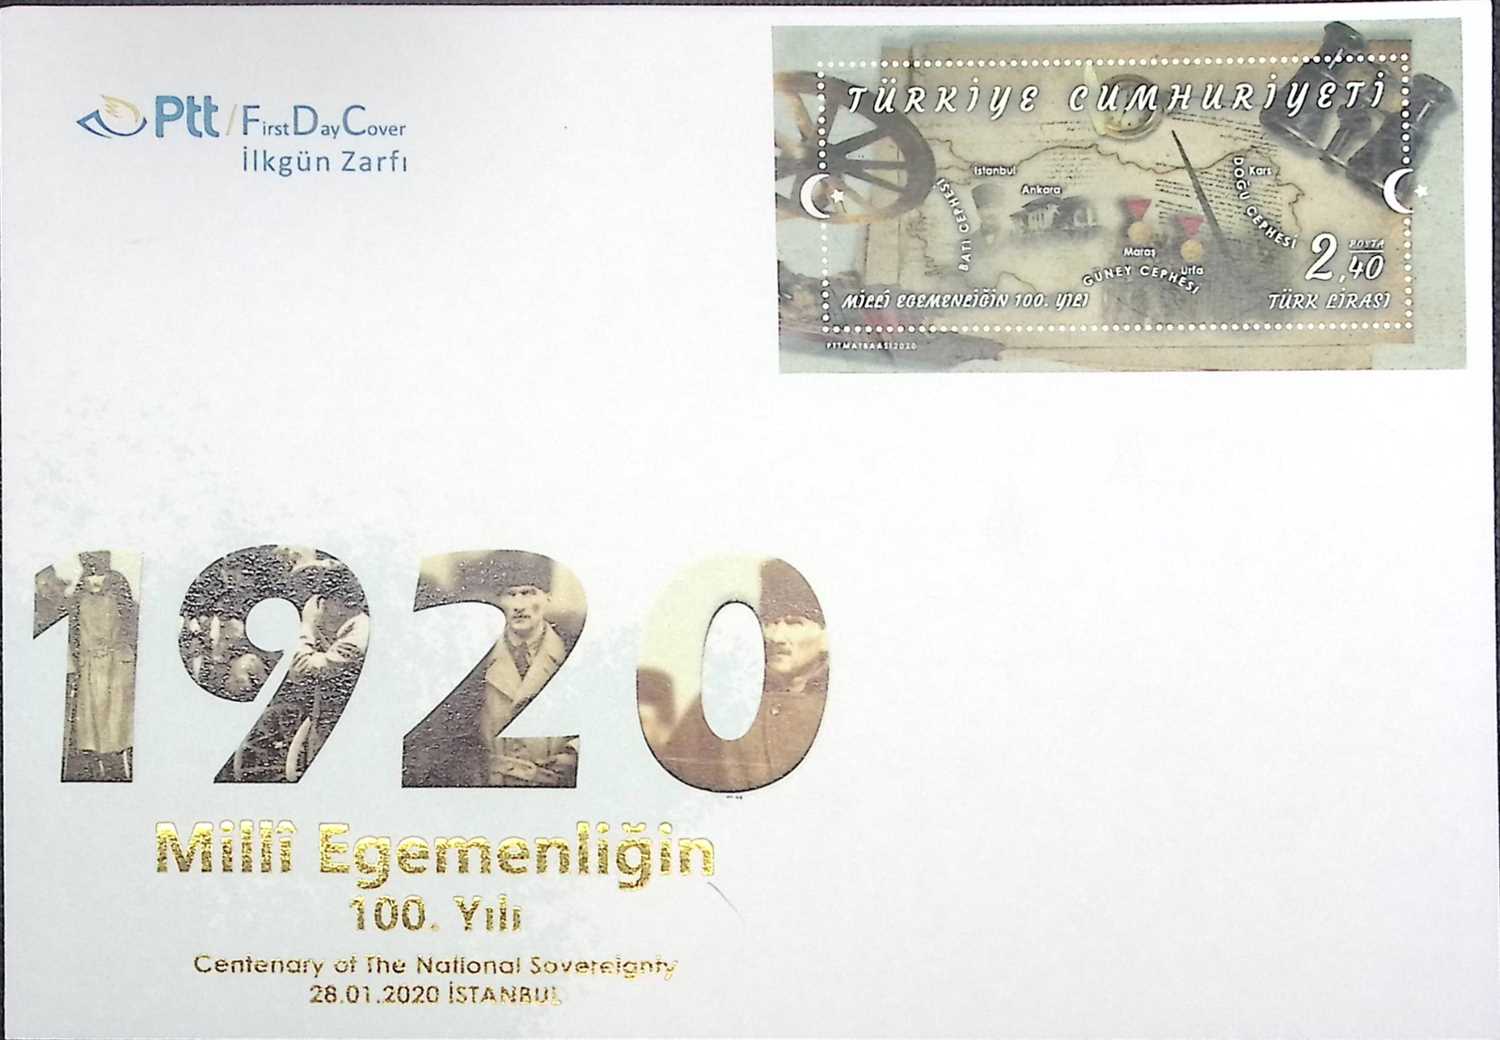 Ptt / First Day Cover
İlkgün Zarfı
TÜRKİYE CUMHURİYETİ
İstanbul
Ankara
Kars
BATI CEPHESİ
DOĞU CEPHESİ
Maraş
Urfa
GÜNEY CEPHESİ
2,40 POSTA
MİLLÎ EGEMENLİĞİN 100. YILI
TÜRK LİRASI
PTTMATBAASI2020
1920
Millî Egemenliğin
100. Yılı
Centenary of The National Sovereignty
28.01.2020 İSTANBUL